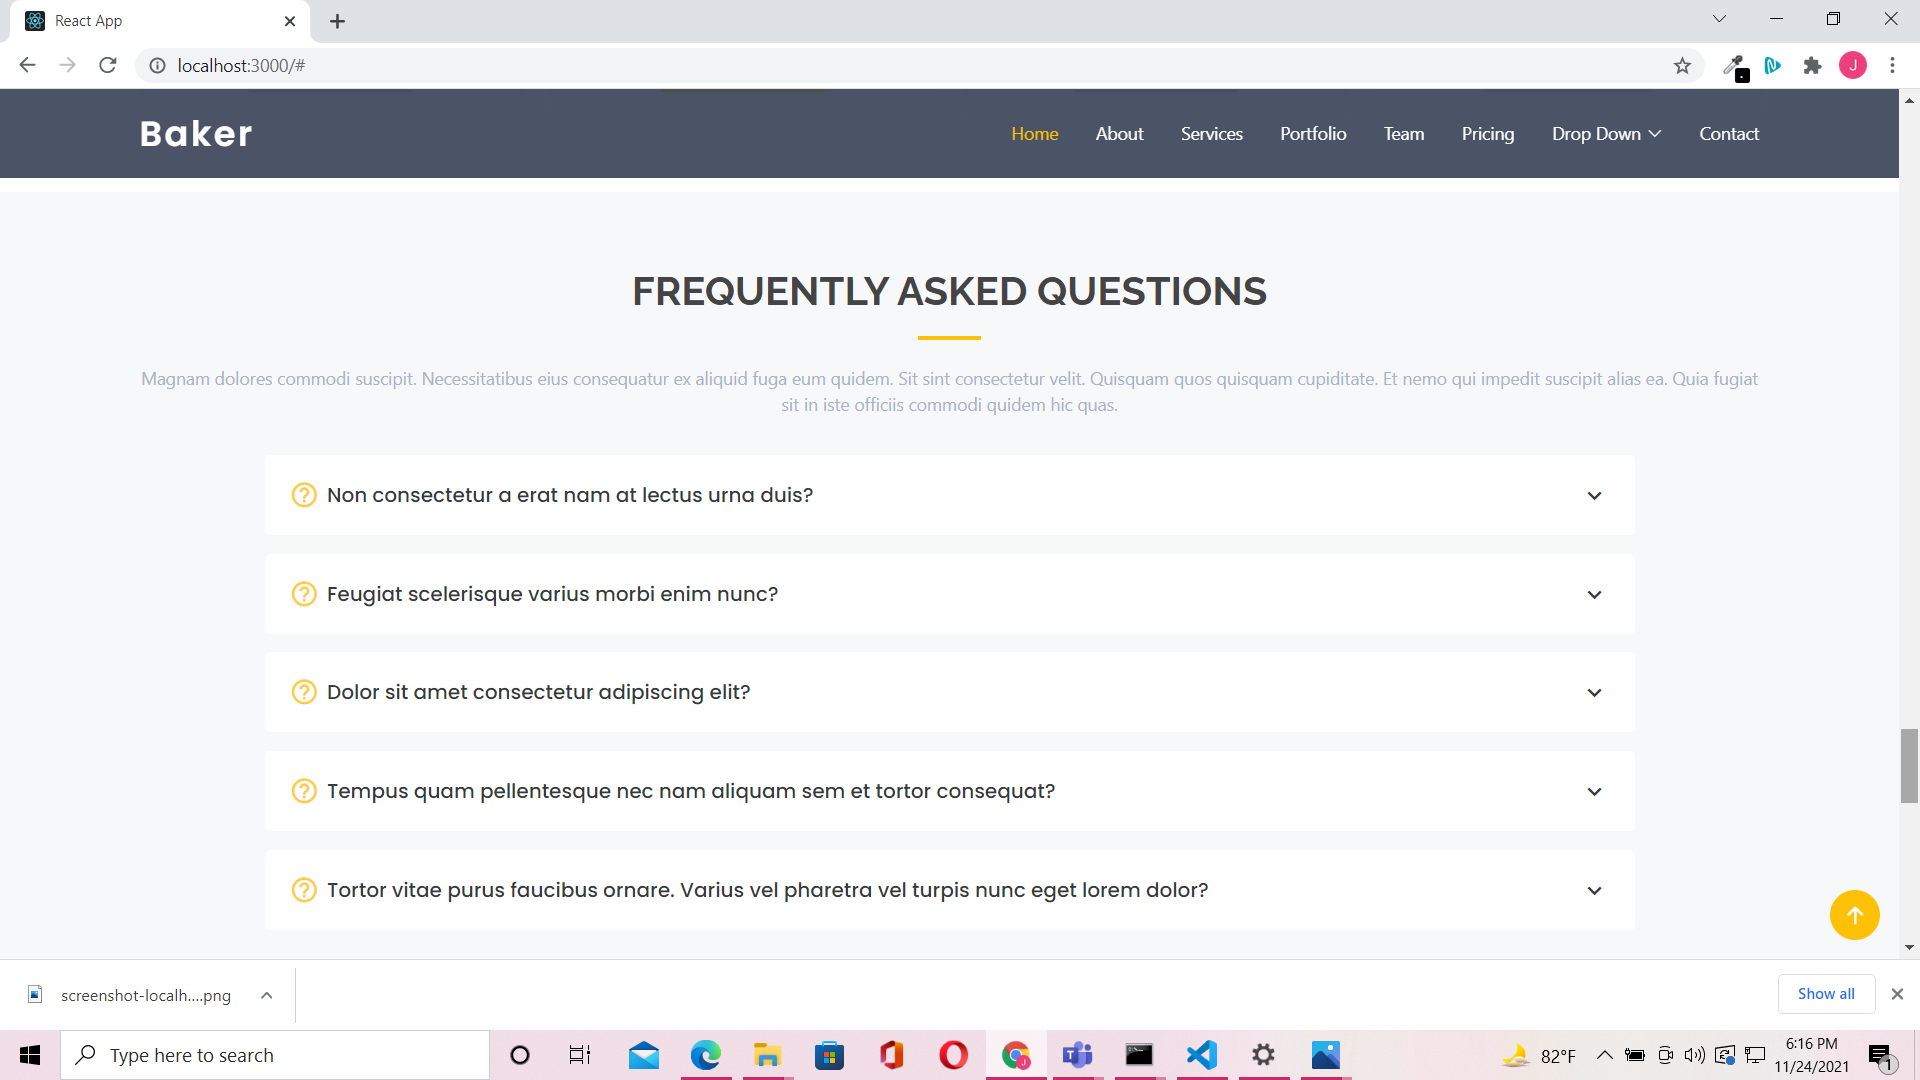 React App
localhost:3000/#
J
Baker
Home About Services Portfolio Team Pricing Drop Down Contact
FREQUENTLY ASKED QUESTIONS
Magnam dolores commodi suscipit. Necessitatibus eius consequatur ex aliquid fuga eum quidem. Sit sint consectetur velit. Quisquam quos quisquam cupiditate. Et nemo qui impedit suscipit alias ea. Quia fugiat
sit in iste officiis commodi quidem hic quas.
Non consectetur a erat nam at lectus urna duis?
Feugiat scelerisque varius morbi enim nunc?
Dolor sit amet consectetur adipiscing elit?
Tempus quam pellentesque nec nam aliquam sem et tortor consequat?
Tortor vitae purus faucibus ornare. Varius vel pharetra vel turpis nunc eget lorem dolor?
screenshot-localh....png
Show all
Type here to search
82°F
6:16 PM
11/24/2021
1